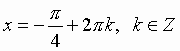 x = −π/4 + 2πk, k ∈ Z